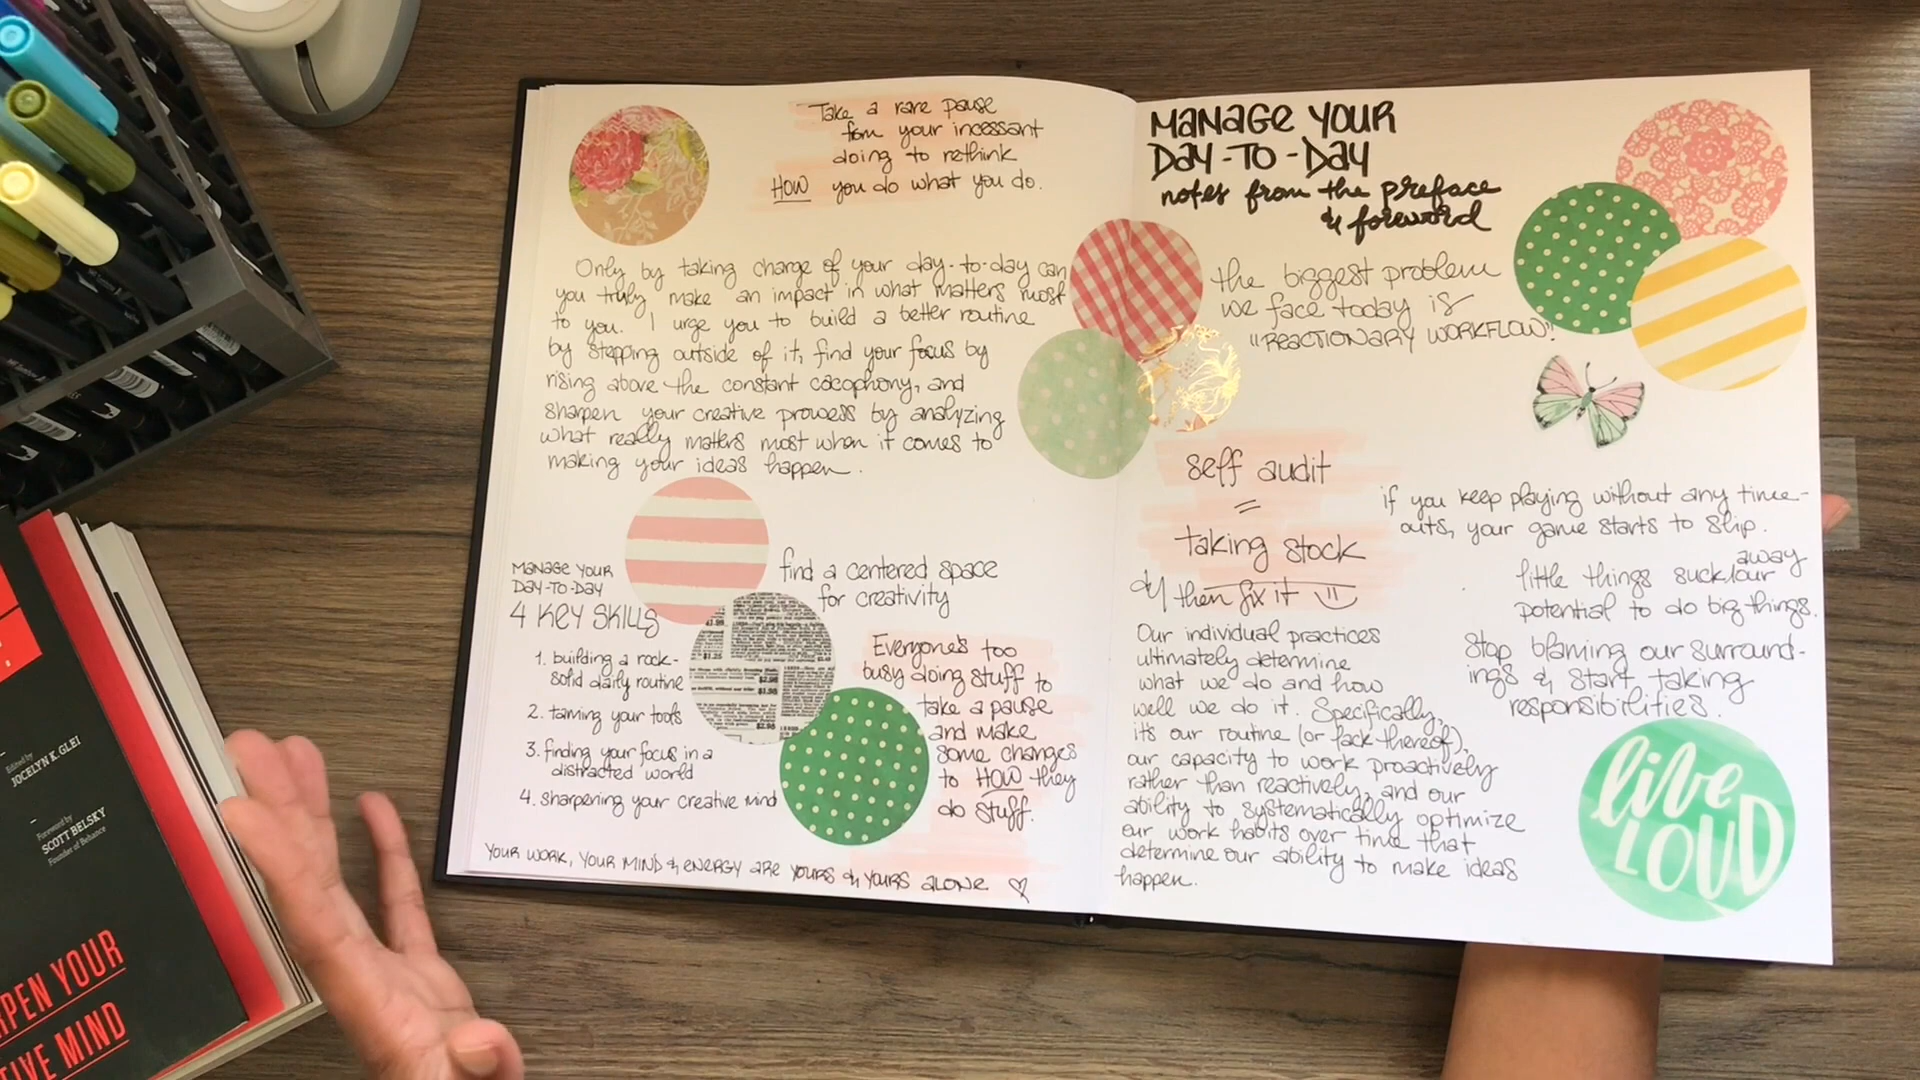 Take a rare pause
from your incessant
doing to rethink
HOW you do what you do.
Only by taking charge of your day-to-day can
you truly make an impact in what matters most
to you. I urge you to build a better routine
by stepping outside of it, find your focus by
rising above the constant cacophony, and
sharpen your creative prowess by analyzing
what really matters most when it comes to
making your ideas happen.
MANAGE YOUR
DAY-TO-DAY
4 KEY SKILLS
1. building a rock-
solid daily routine
2. taming your tools
3. finding your focus in a
distracted world
4. sharpening your creative mind
find a centered space
for creativity
Everyone's too
busy doing stuff to
take a pause
and make
some changes
to HOW they
do stuff.
YOUR WORK, YOUR MIND & ENERGY ARE YOURS & YOURS ALONE ♡
MANAGE YOUR
DAY-TO-DAY
notes from the preface
& foreword
the biggest problem
we face today is
"REACTIONARY WORKFLOW".
self audit
=
taking stock
& then fix it
if you keep playing without any time-
outs, your game starts to slip.
away
little things suck our
potential to do big things.
Stop blaming our surround-
ings & start taking
responsibilities.
Our individual practices
ultimately determine
what we do and how
well we do it. Specifically,
it's our routine (or lack thereof),
our capacity to work proactively
rather than reactively, and our
ability to systematically optimize
our work habits over time that
determine our ability to make ideas
happen.
live
LOUD
Edited by
JOCELYN K. GLEI
Foreword by
SCOTT BELSKY
Founder of Behance
RPEN YOUR
TIVE MIND